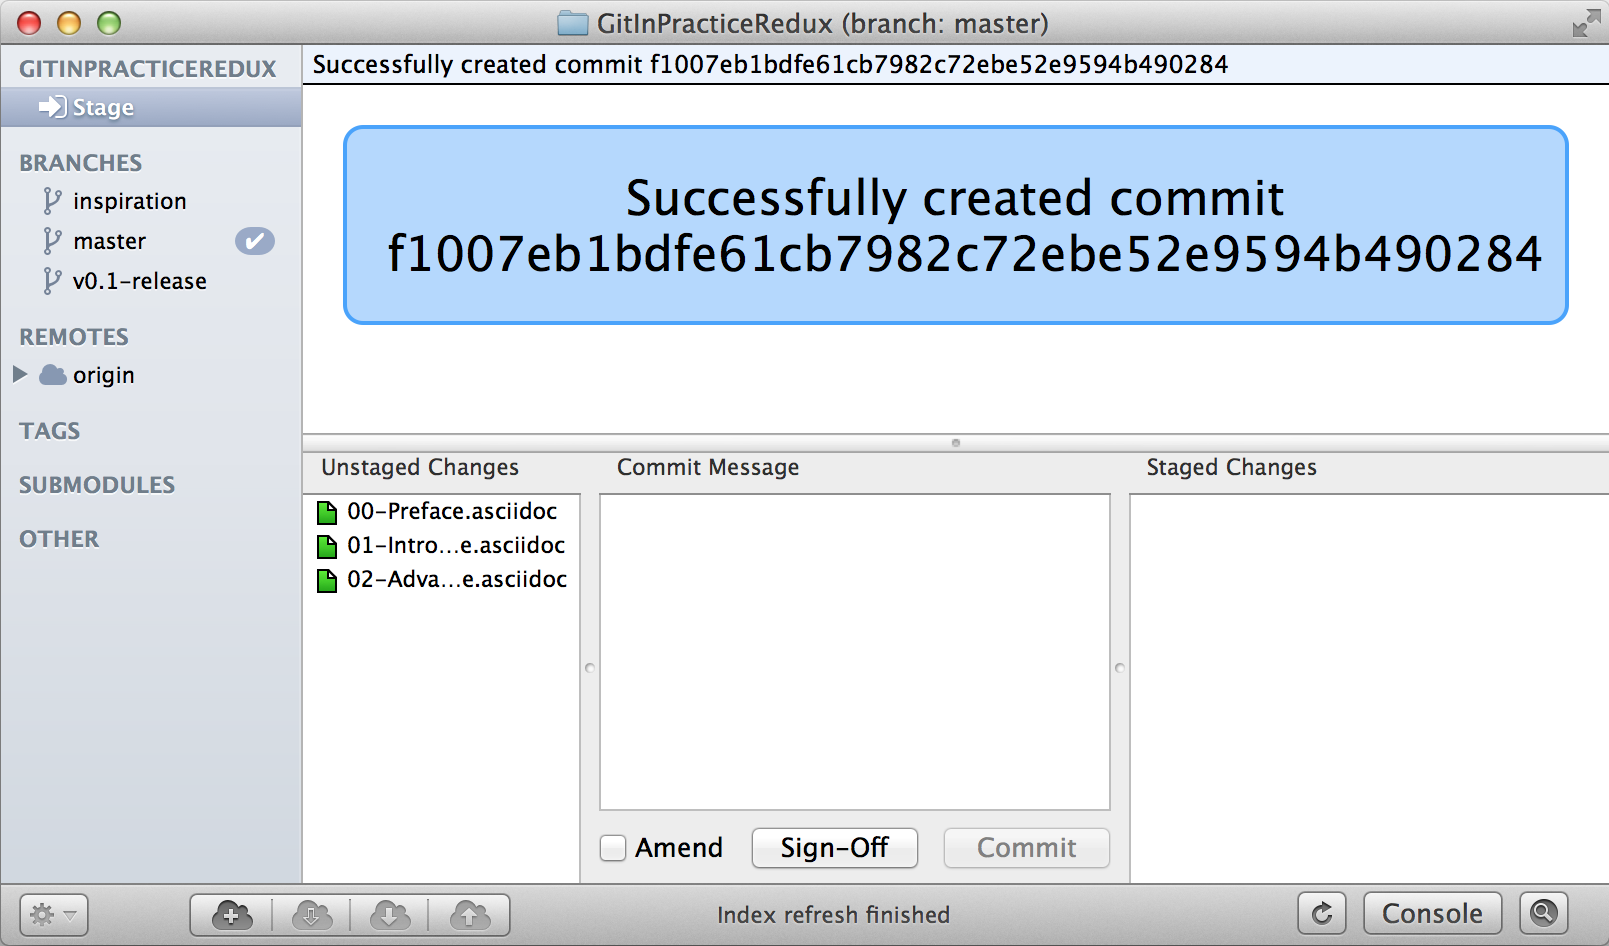 GitInPracticeRedux (branch: master)
GITINPRACTICEREDUX
Stage
BRANCHES
inspiration
master
v0.1-release
REMOTES
origin
TAGS
SUBMODULES
OTHER
Successfully created commit f1007eb1bdfe61cb7982c72ebe52e9594b490284
Successfully created commit
f1007eb1bdfe61cb7982c72ebe52e9594b490284
Unstaged Changes
00-Preface.asciidoc
01-Intro...e.asciidoc
02-Adva...e.asciidoc
Commit Message
Amend
Sign-Off
Commit
Staged Changes
Index refresh finished
Console